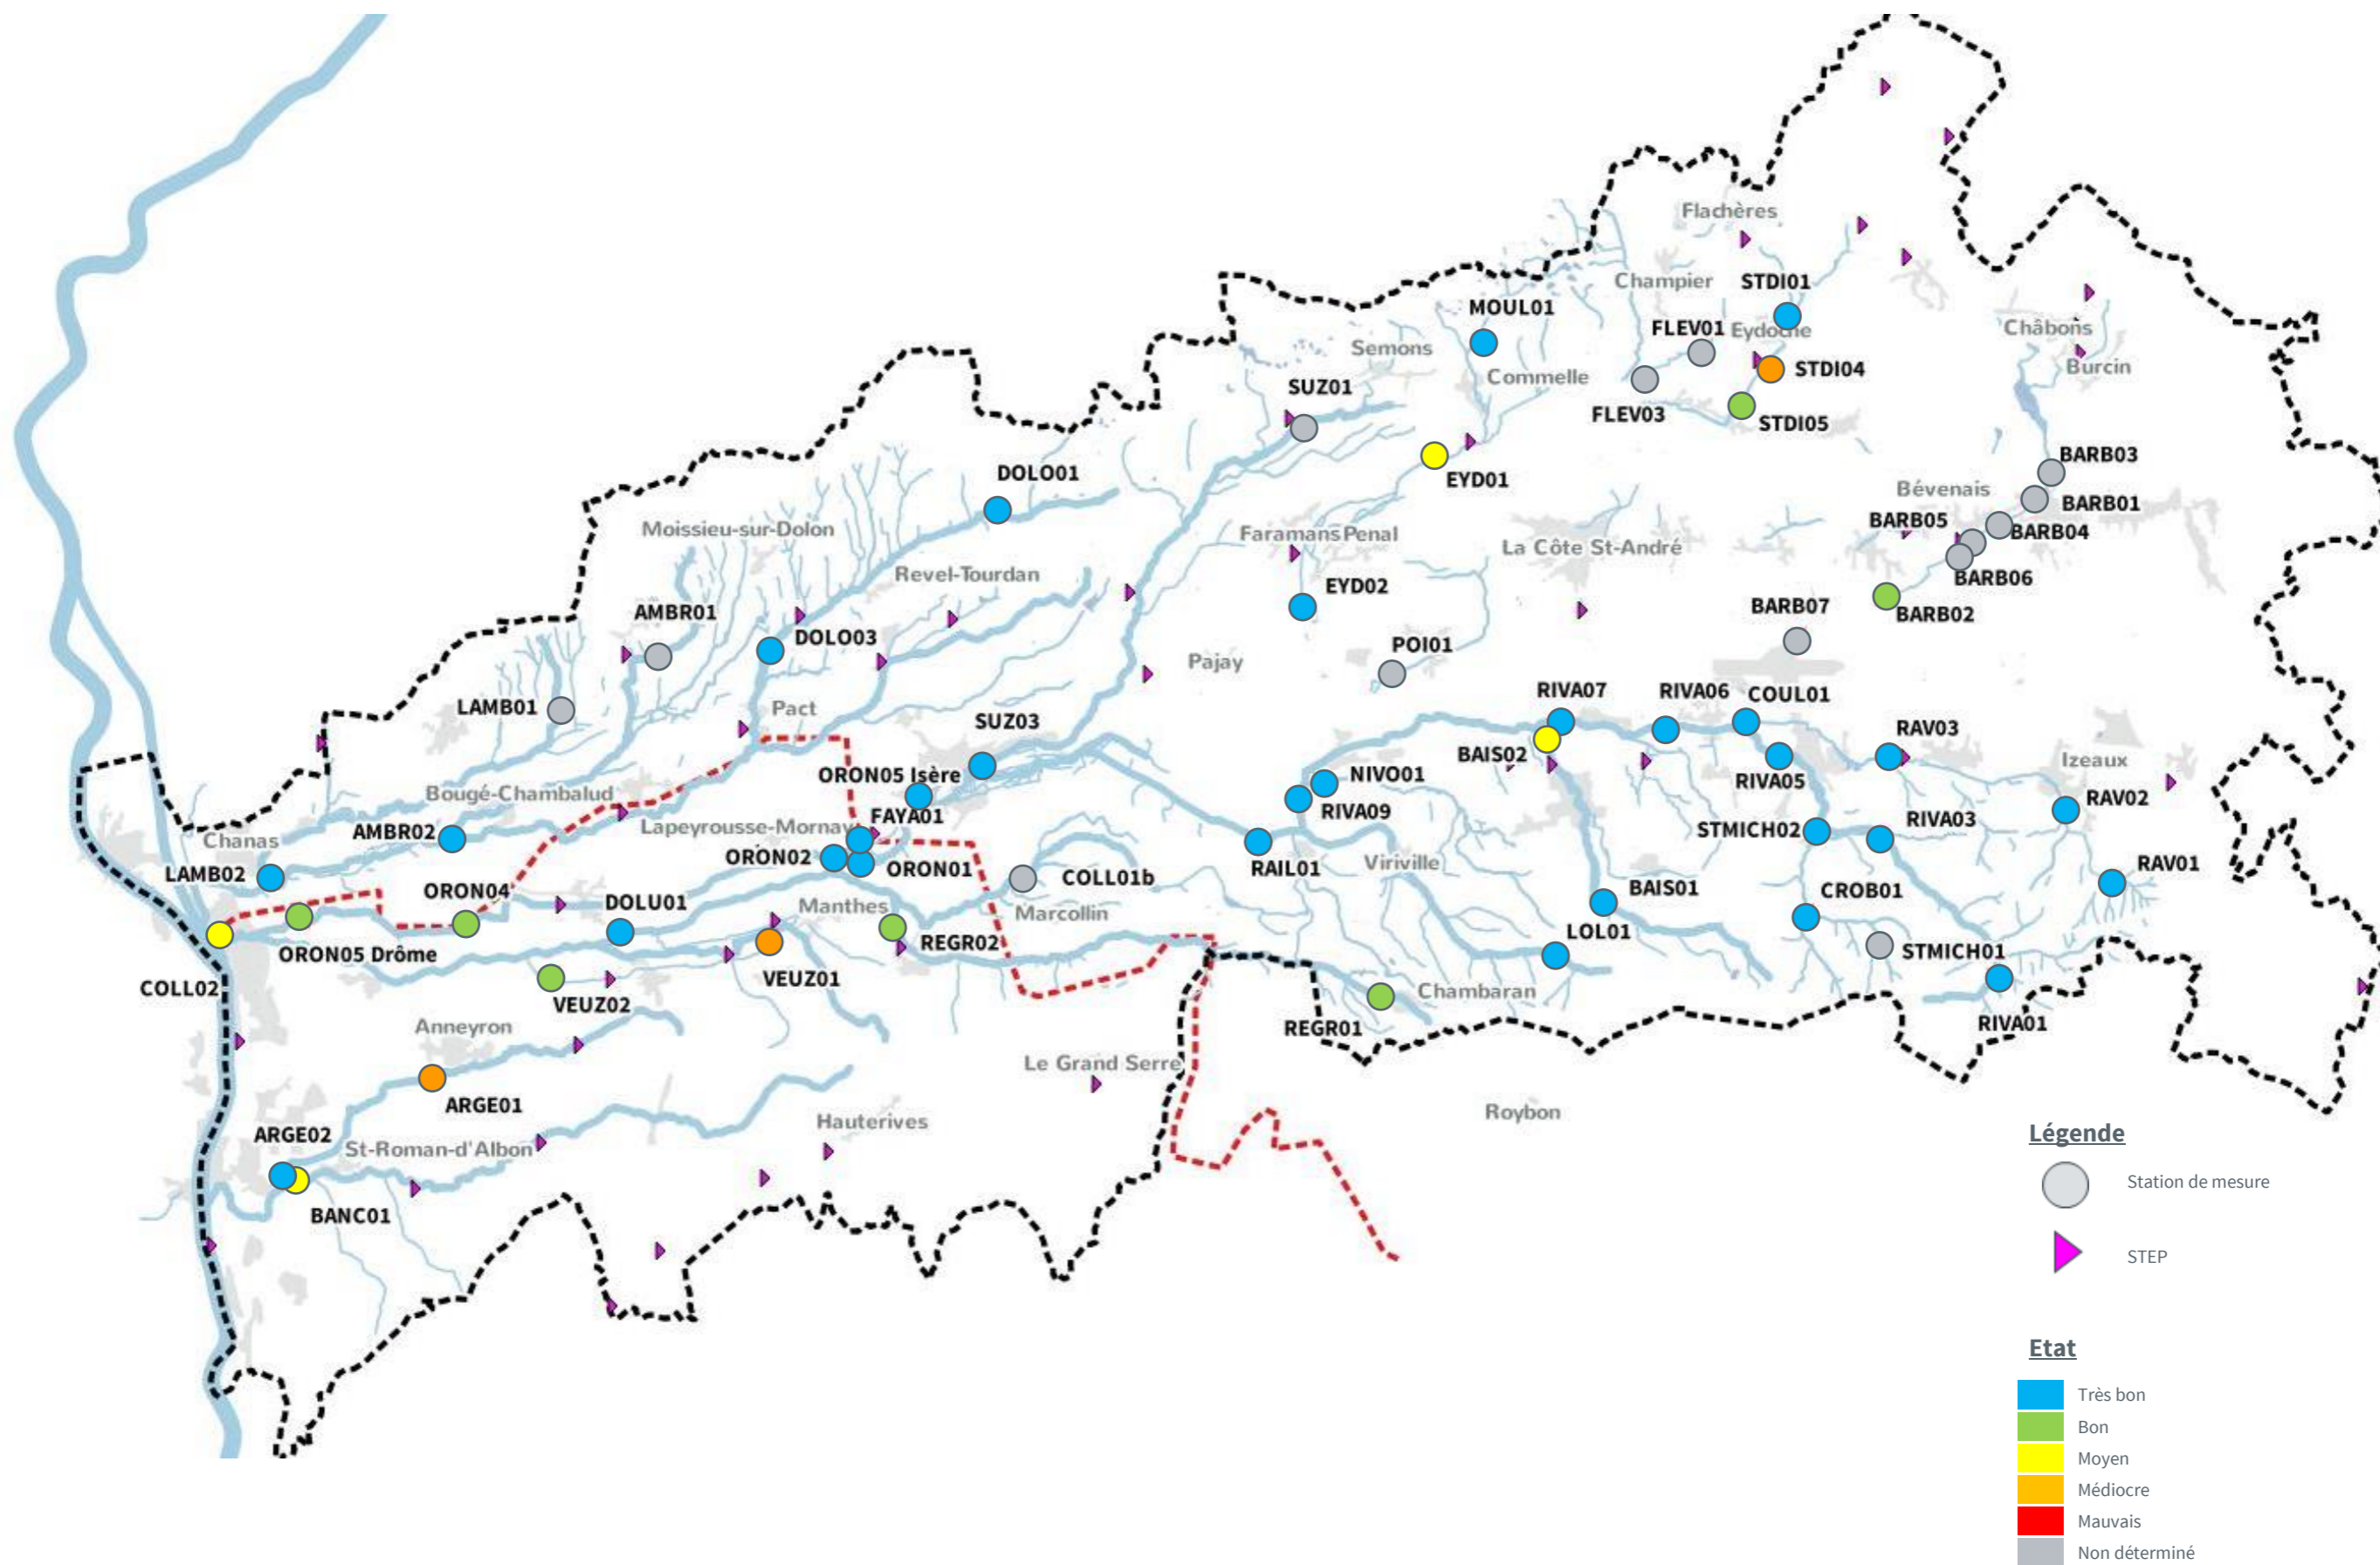 Flachères
Champier
STDI01
MOUL01
FLEV01
Eydoche
Châbons
Semons
Burcin
Commelle
STDI04
SUZ01
FLEV03
STDI05
BARB03
DOLO01
EYD01
Bévenais
BARB01
BARB05
BARB04
Moissieu-sur-Dolon
Faramans
Penal
La Côte St-André
Revel-Tourdan
EYD02
BARB06
AMBR01
BARB07
BARB02
DOLO03
POI01
Pajay
LAMB01
Pact
SUZ03
RIVA07
RIVA06
COUL01
RAV03
BAIS02
Izeaux
ORON05 Isère
NIVO01
RIVA05
Bougé-Chambalud
RAV02
FAYA01
RIVA09
Lapeyrousse-Mornay
RIVA03
Chanas
AMBR02
STMICH02
ORON02
ORON01
RAIL01
Viriville
RAV01
LAMB02
COLL01b
ORON04
BAIS01
CROB01
DOLU01
Manthes
Marcollin
LOL01
REGR02
ORON05 Drôme
STMICH01
COLL02
VEUZ01
Chambaran
VEUZ02
RIVA01
Anneyron
REGR01
Le Grand Serre
ARGE01
Roybon
Hauterives
ARGE02
St-Roman-d'Albon
BANC01
Légende
Station de mesure
STEP
Etat
Très bon
Bon
Moyen
Médiocre
Mauvais
Non déterminé